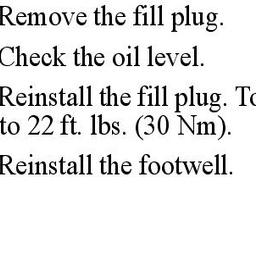 Remove the fill plug.
Check the oil level.
Reinstall the fill plug. To
to 22 ft. lbs. (30 Nm).
Reinstall the footwell.